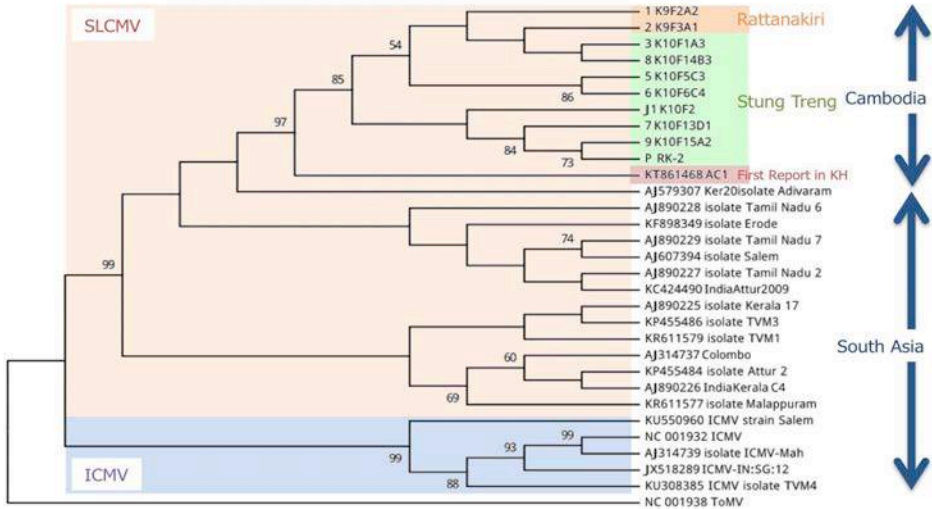 SLCMV
1 K9F2A2
Rattanakiri
2 K9F3A1
3 K10F1A3
54
8 K10F14B3
85
5 K10F5C3
6 K10F6C4
86
Stung Treng
Cambodia
J1 K10F2
97
7 K10F13D1
84
9 K10F15A2
73
P RK-2
KT861468 AC1
First Report in KH
AJ579307 Ker20isolate Adivaram
AJ890228 isolate Tamil Nadu 6
KF898349 isolate Erode
74
AJ890229 isolate Tamil Nadu 7
AJ607394 isolate Salem
99
AJ890227 isolate Tamil Nadu 2
KC424490 IndiaAttur2009
AJ890225 isolate Kerala 17
KP455486 isolate TVM3
KR611579 isolate TVM1
South Asia
60
AJ314737 Colombo
KP455484 isolate Attur 2
AJ890226 IndiaKerala C4
69
KR611577 isolate Malappuram
KU550960 ICMV strain Salem
99
NC 001932 ICMV
93
AJ314739 isolate ICMV-Mah
99
JX518289 ICMV-IN:SG:12
ICMV
88
KU308385 ICMV isolate TVM4
NC 001938 ToMV